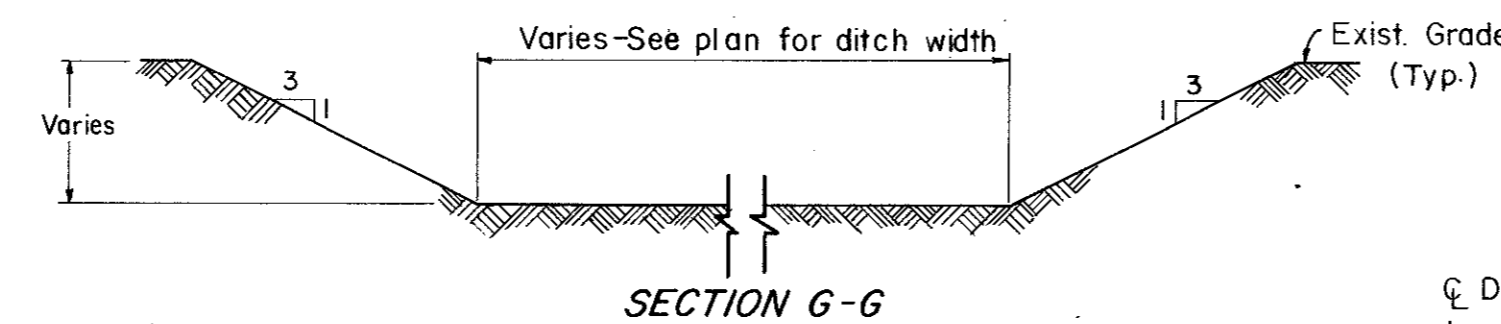 Varies-See plan for ditch width
Exist. Grade
(Typ.)
3
1
3
1
Varies
SECTION G-G
℄ D